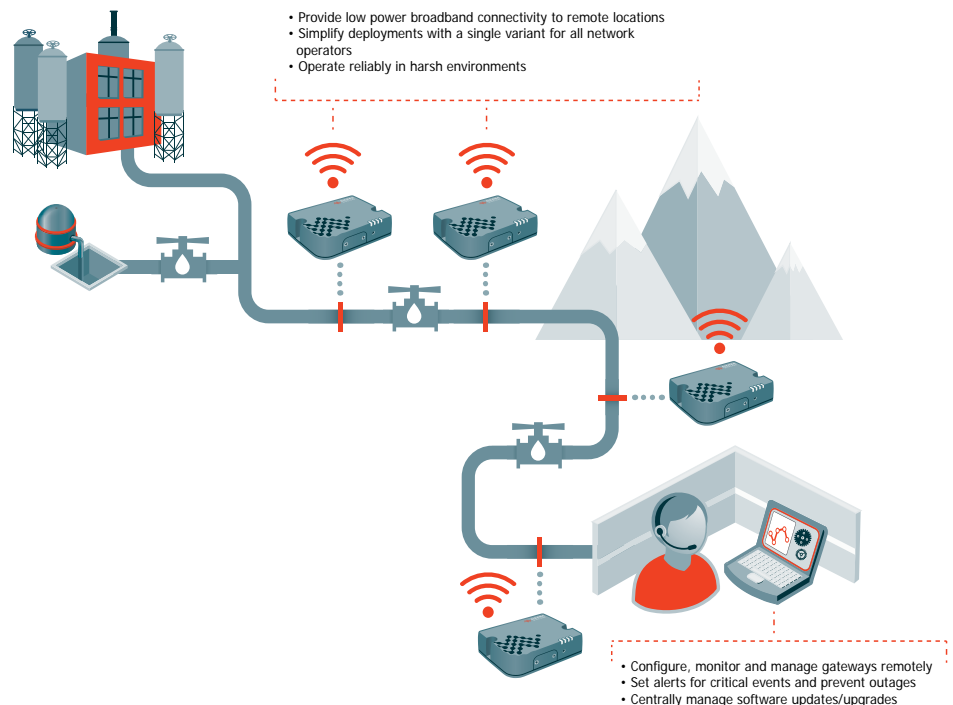 • Provide low power broadband connectivity to remote locations
• Simplify deployments with a single variant for all network
operators
• Operate reliably in harsh environments
• Configure, monitor and manage gateways remotely
• Set alerts for critical events and prevent outages
• Centrally manage software updates/upgrades